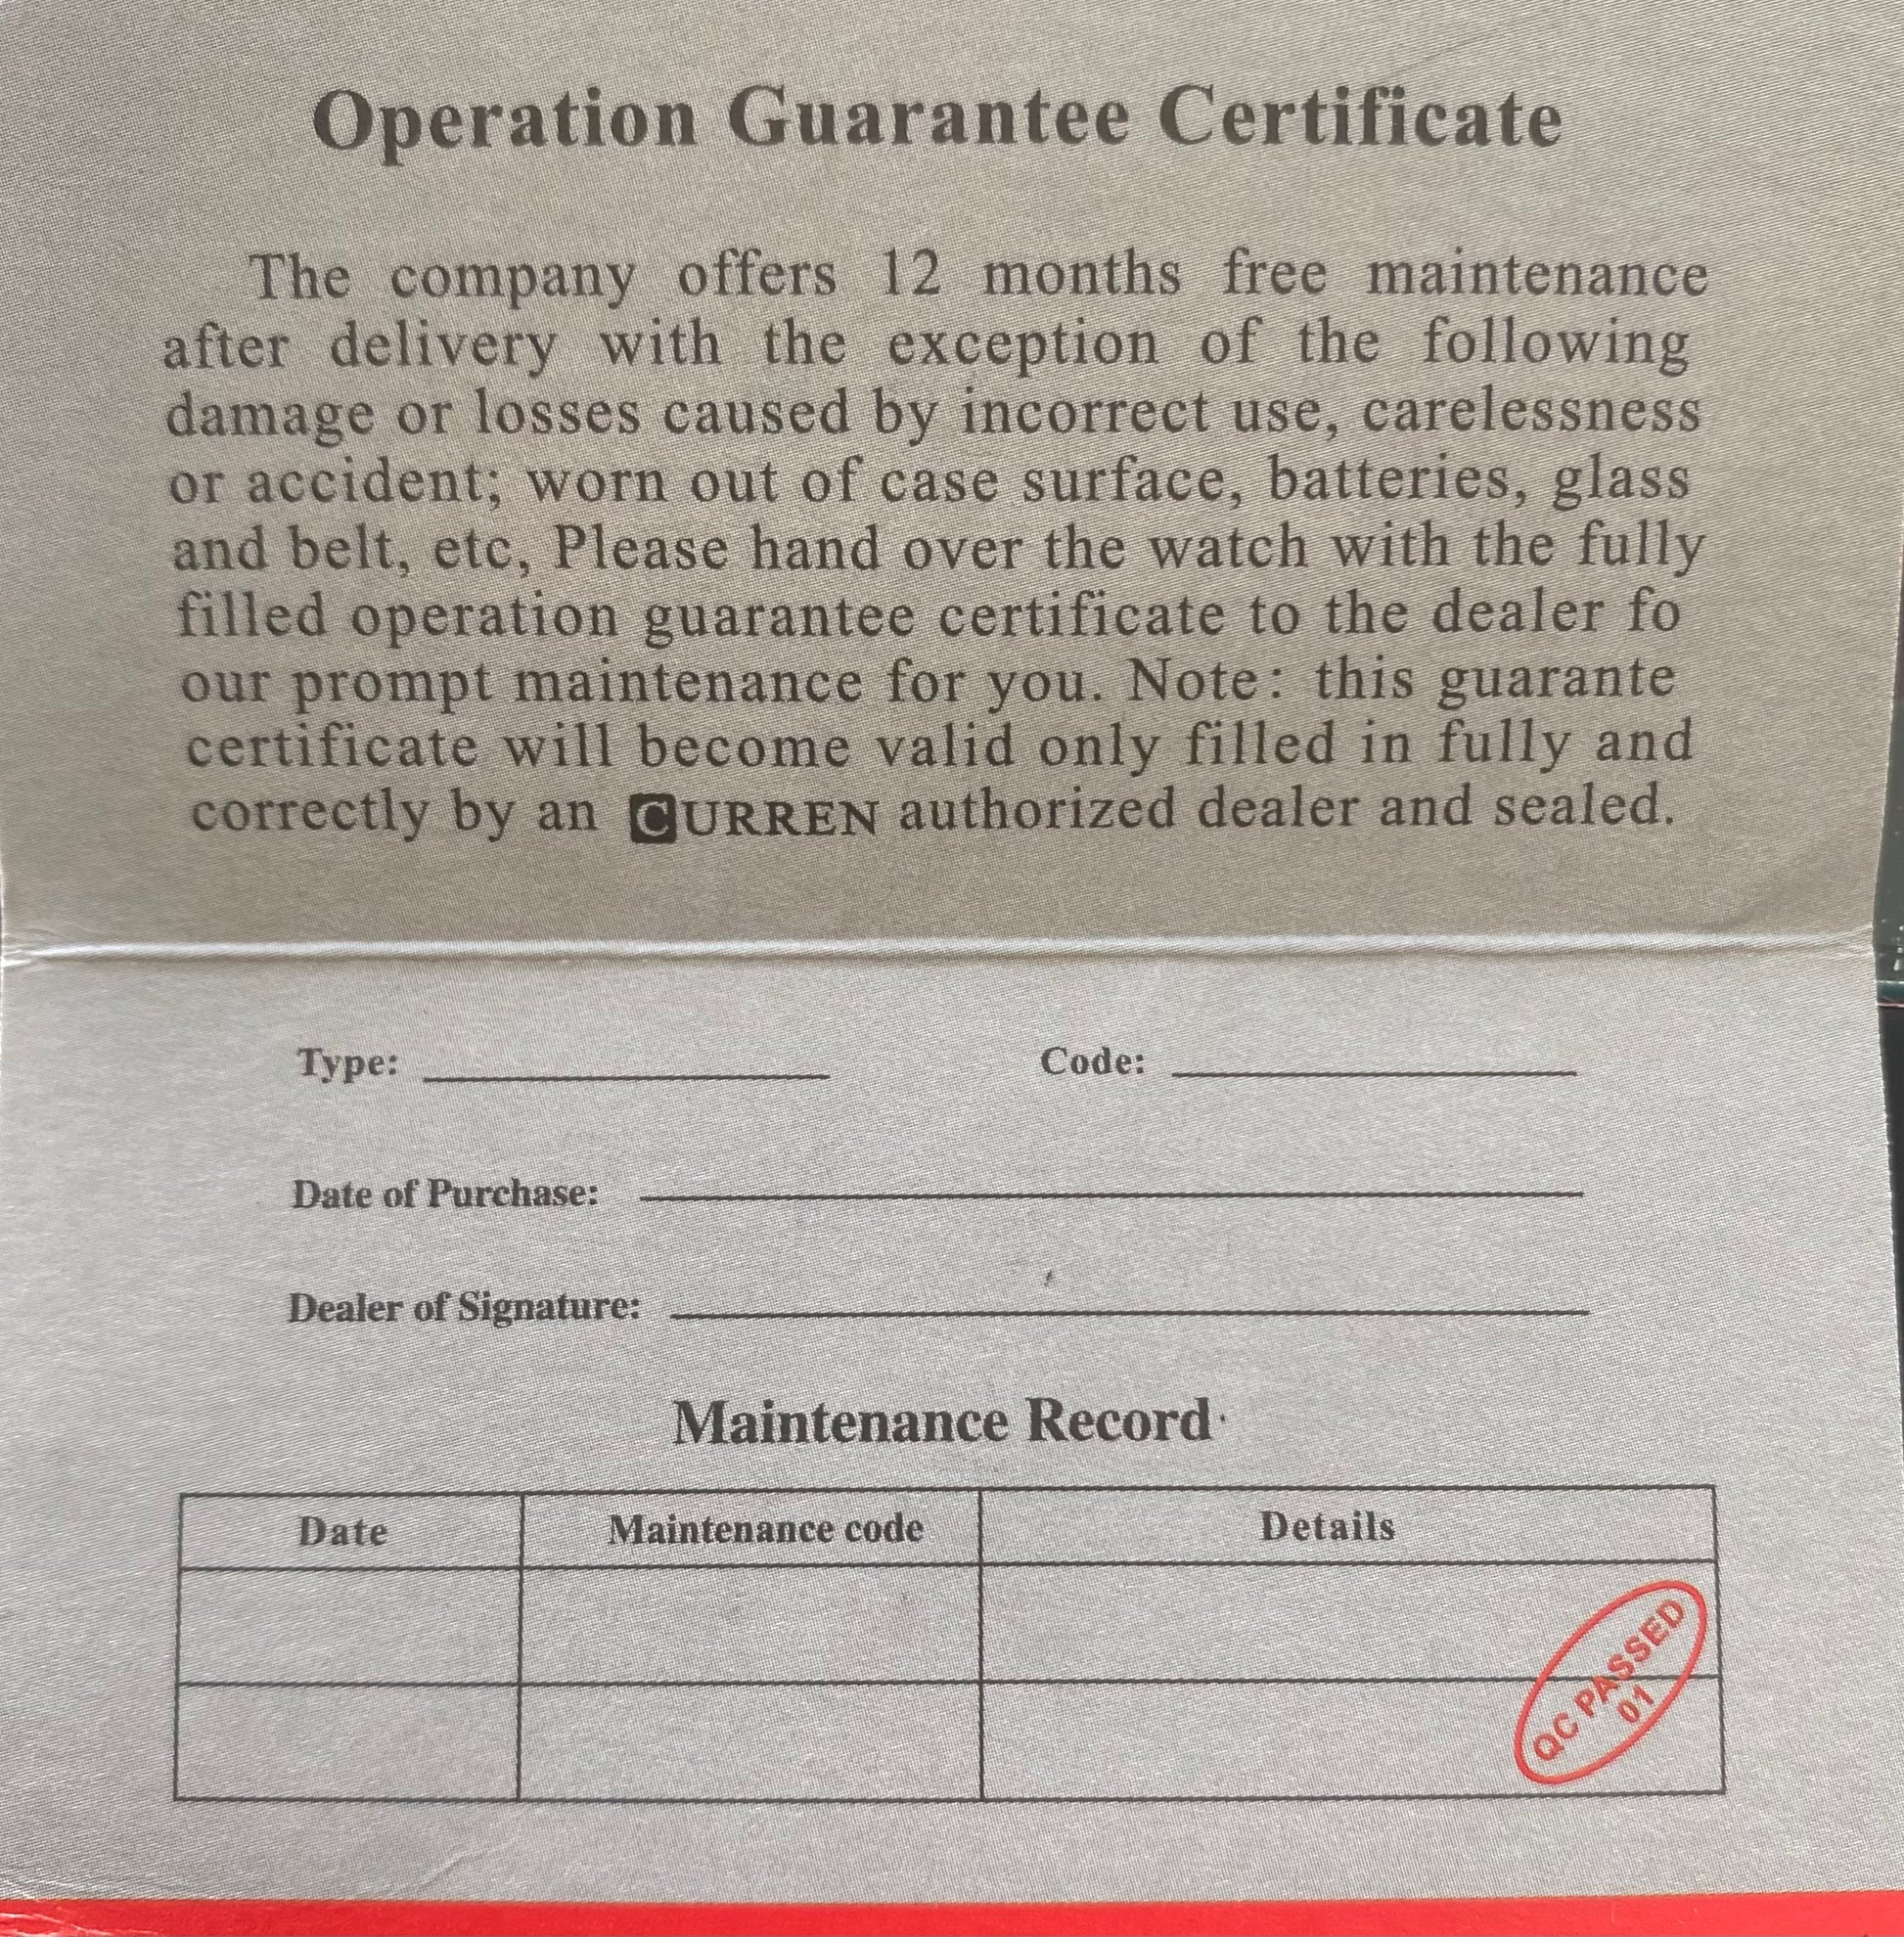 Operation Guarantee Certificate
The company offers 12 months free maintenance
after delivery with the exception of the following
damage or losses caused by incorrect use, carelessness
or accident; worn out of case surface, batteries, glass
and belt, etc, Please hand over the watch with the fully
filled operation guarantee certificate to the dealer fo
our prompt maintenance for you. Note: this guarante
certificate will become valid only filled in fully and
correctly by an CURREN authorized dealer and sealed.
Type: Code:
Date of Purchase:
Dealer of Signature:
Maintenance Record
Date Maintenance code Details
QC PASSED
01